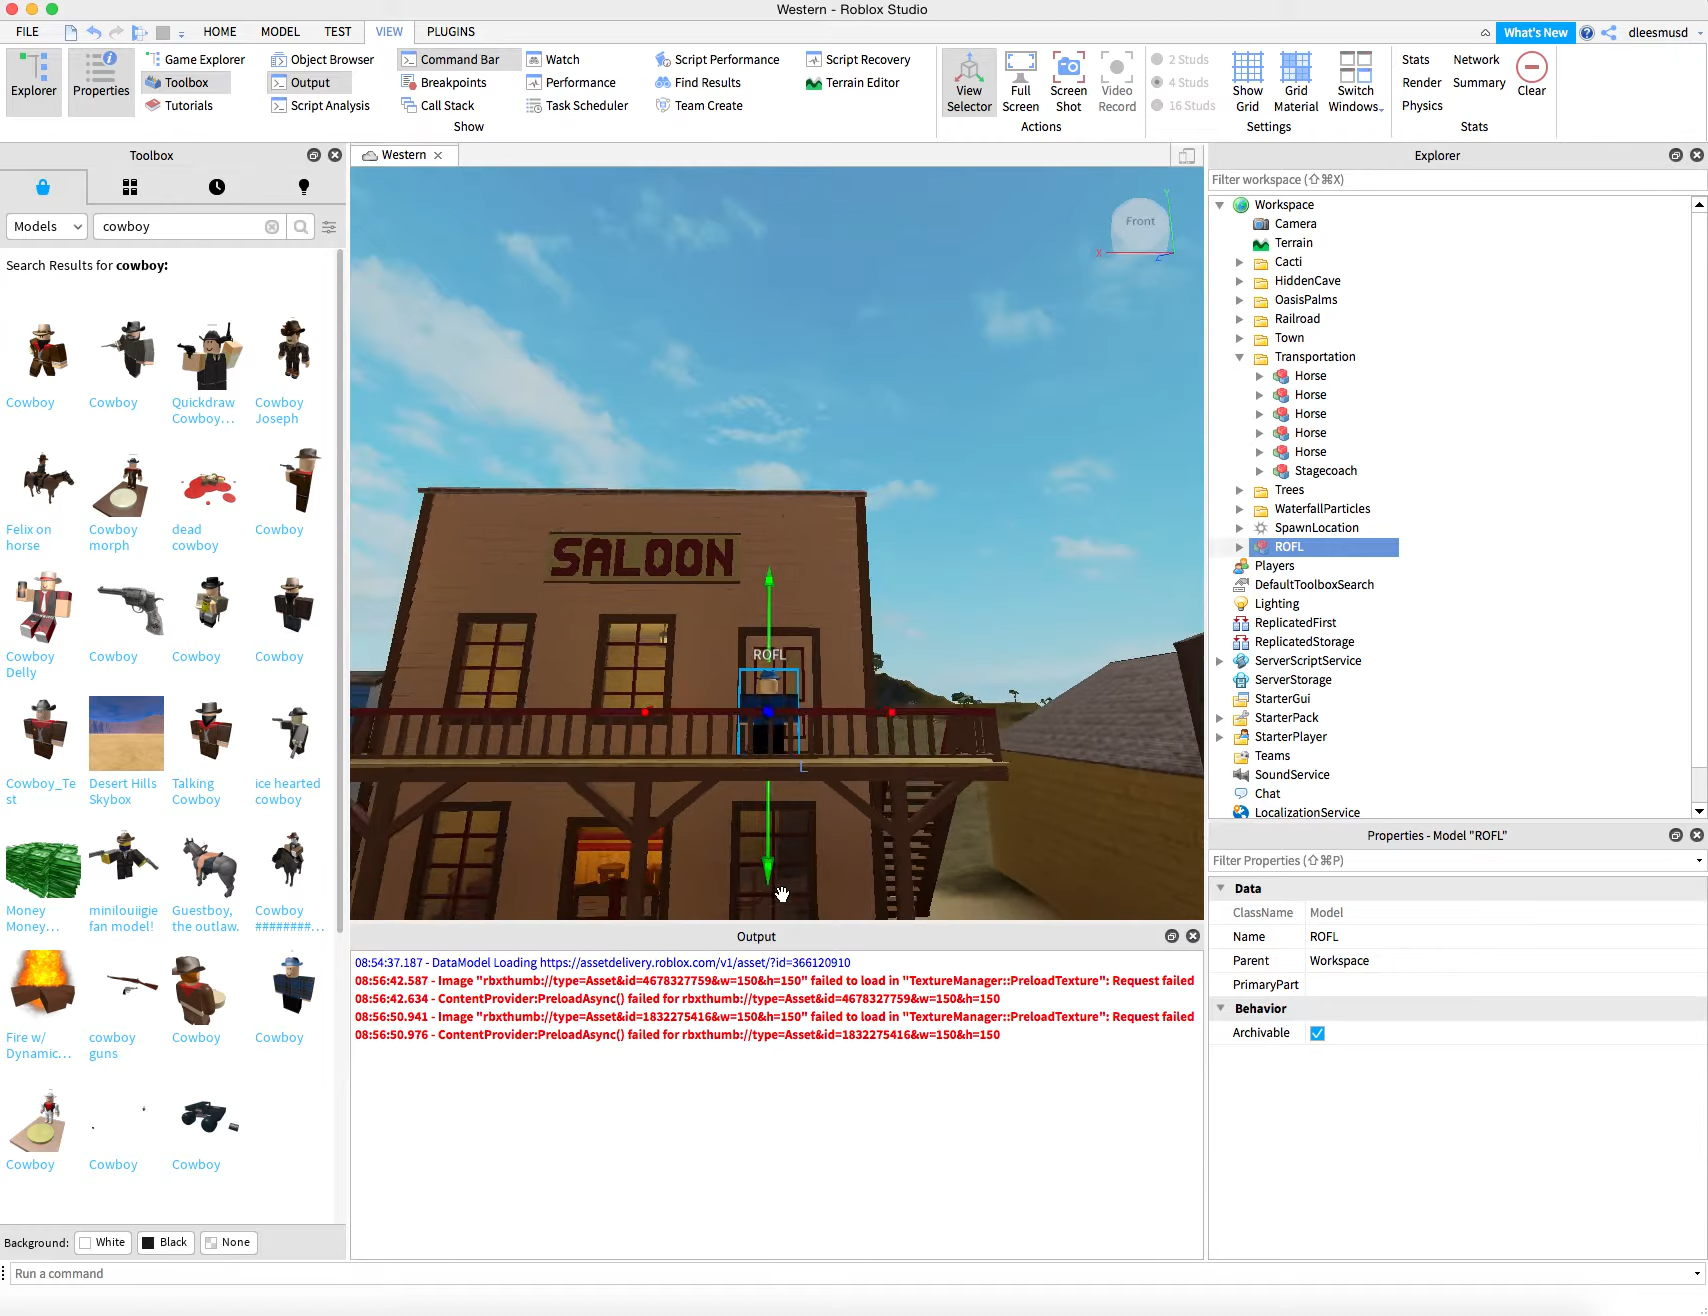 Western - Roblox Studio
FILE HOME MODEL TEST VIEW PLUGINS What's New dleesmusd
Explorer
Properties
Game Explorer
Toolbox
Tutorials
Object Browser
Output
Script Analysis
Command Bar
Breakpoints
Call Stack
Watch
Performance
Task Scheduler
Script Performance
Find Results
Team Create
Script Recovery
Terrain Editor
Show
View
Selector
Full
Screen
Screen
Shot
Video
Record
Actions
2 Studs
4 Studs
16 Studs
Show
Grid
Grid
Material
Switch
Windows
Settings
Stats
Render
Physics
Network
Summary
Clear
Stats
Toolbox
Models
cowboy
Search Results for cowboy:
Cowboy
Cowboy
Quickdraw
Cowboy...
Cowboy
Joseph
Felix on
horse
Cowboy
morph
dead
cowboy
Cowboy
Cowboy
Delly
Cowboy
Cowboy
Cowboy
Cowboy_Te
st
Desert Hills
Skybox
Talking
Cowboy
ice hearted
cowboy
Money
Money...
minilouiigie
fan model!
Guestboy,
the outlaw.
Cowboy
########...
Fire w/
Dynamic...
cowboy
guns
Cowboy
Cowboy
Cowboy
Cowboy
Cowboy
Background: White Black None
Run a command
Western
Front
Y
X
SALOON
ROFL
L
Output
08:54:37.187 - DataModel Loading https://assetdelivery.roblox.com/v1/asset/?id=366120910
08:56:42.587 - Image "rbxthumb://type=Asset&id=4678327759&w=150&h=150" failed to load in "TextureManager::PreloadTexture": Request failed
08:56:42.634 - ContentProvider:PreloadAsync() failed for rbxthumb://type=Asset&id=4678327759&w=150&h=150
08:56:50.941 - Image "rbxthumb://type=Asset&id=1832275416&w=150&h=150" failed to load in "TextureManager::PreloadTexture": Request failed
08:56:50.976 - ContentProvider:PreloadAsync() failed for rbxthumb://type=Asset&id=1832275416&w=150&h=150
Explorer
Filter workspace (⇧⌘X)
Workspace
Camera
Terrain
Cacti
HiddenCave
OasisPalms
Railroad
Town
Transportation
Horse
Horse
Horse
Horse
Horse
Stagecoach
Trees
WaterfallParticles
SpawnLocation
ROFL
Players
DefaultToolboxSearch
Lighting
ReplicatedFirst
ReplicatedStorage
ServerScriptService
ServerStorage
StarterGui
StarterPack
StarterPlayer
Teams
SoundService
Chat
LocalizationService
Properties - Model "ROFL"
Filter Properties (⇧⌘P)
Data
ClassName Model
Name ROFL
Parent Workspace
PrimaryPart
Behavior
Archivable